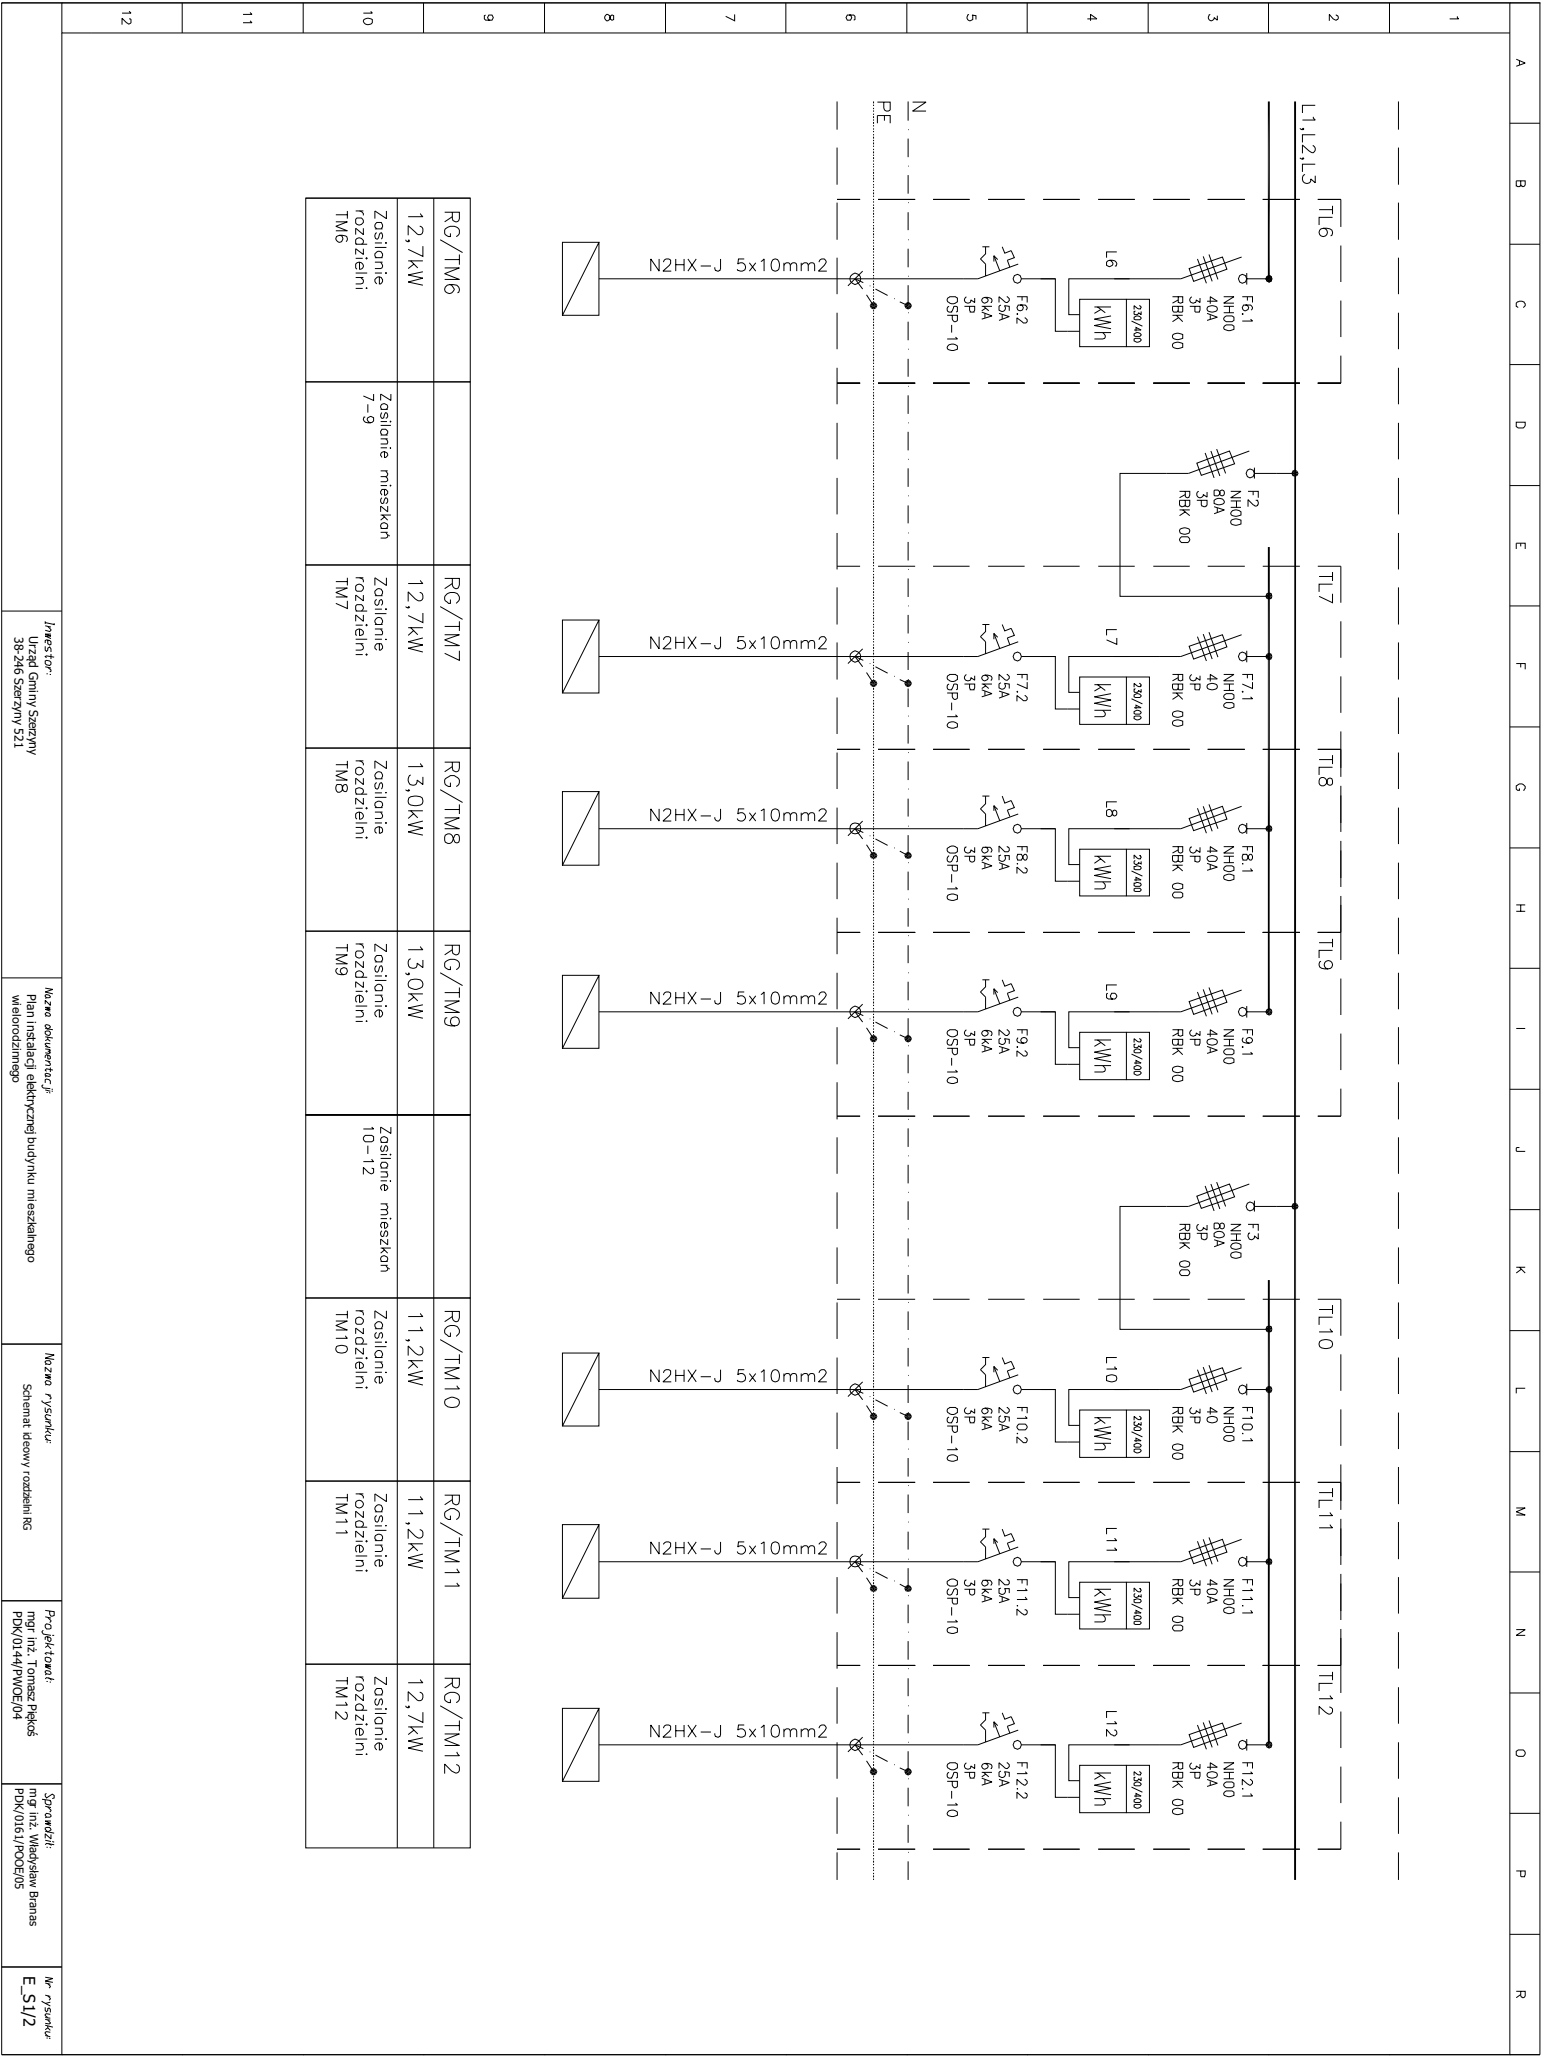 A
B
C
D
E
F
G
H
I
J
K
L
M
N
O
P
R
1
2
3
4
5
6
7
8
9
10
11
12
L1,L2,L3
N
PE
TL6
F6.1
NH00
40A
3P
RBK 00
L6
230/400
kWh
F6.2
25A
6kA
3P
OSP-10
N2HX-J 5x10mm2
F2
NH00
80A
3P
RBK 00
TL7
F7.1
NH00
40
3P
RBK 00
L7
230/400
kWh
F7.2
25A
6kA
3P
OSP-10
N2HX-J 5x10mm2
TL8
F8.1
NH00
40A
3P
RBK 00
L8
230/400
kWh
F8.2
25A
6kA
3P
OSP-10
N2HX-J 5x10mm2
TL9
F9.1
NH00
40A
3P
RBK 00
L9
230/400
kWh
F9.2
25A
6kA
3P
OSP-10
N2HX-J 5x10mm2
F3
NH00
80A
3P
RBK 00
TL10
F10.1
NH00
40
3P
RBK 00
L10
230/400
kWh
F10.2
25A
6kA
3P
OSP-10
N2HX-J 5x10mm2
TL11
F11.1
NH00
40A
3P
RBK 00
L11
230/400
kWh
F11.2
25A
6kA
3P
OSP-10
N2HX-J 5x10mm2
TL12
F12.1
NH00
40A
3P
RBK 00
L12
230/400
kWh
F12.2
25A
6kA
3P
OSP-10
N2HX-J 5x10mm2
RG/TM6
12,7kW
Zasilanie
rozdzielni
TM6
Zasilanie mieszkań
7-9
RG/TM7
12,7kW
Zasilanie
rozdzielni
TM7
RG/TM8
13,0kW
Zasilanie
rozdzielni
TM8
RG/TM9
13,0kW
Zasilanie
rozdzielni
TM9
Zasilanie mieszkań
10-12
RG/TM10
11,2kW
Zasilanie
rozdzielni
TM10
RG/TM11
11,2kW
Zasilanie
rozdzielni
TM11
RG/TM12
12,7kW
Zasilanie
rozdzielni
TM12
Inwestor:
Urząd Gminy Szerzyny
38-246 Szerzyny 521
Nazwa dokumentacji:
Plan instalacji elektrycznej budynku mieszkalnego
wielorodzinnego
Nazwa rysunku:
Schemat ideowy rozdzielni RG
Projektował:
mgr inż. Tomasz Piękoś
PDK/0144/PWOE/04
Sprawdził:
mgr inż. Władysław Branas
PDK/0161/POOE/05
Nr rysunku:
E_S1/2